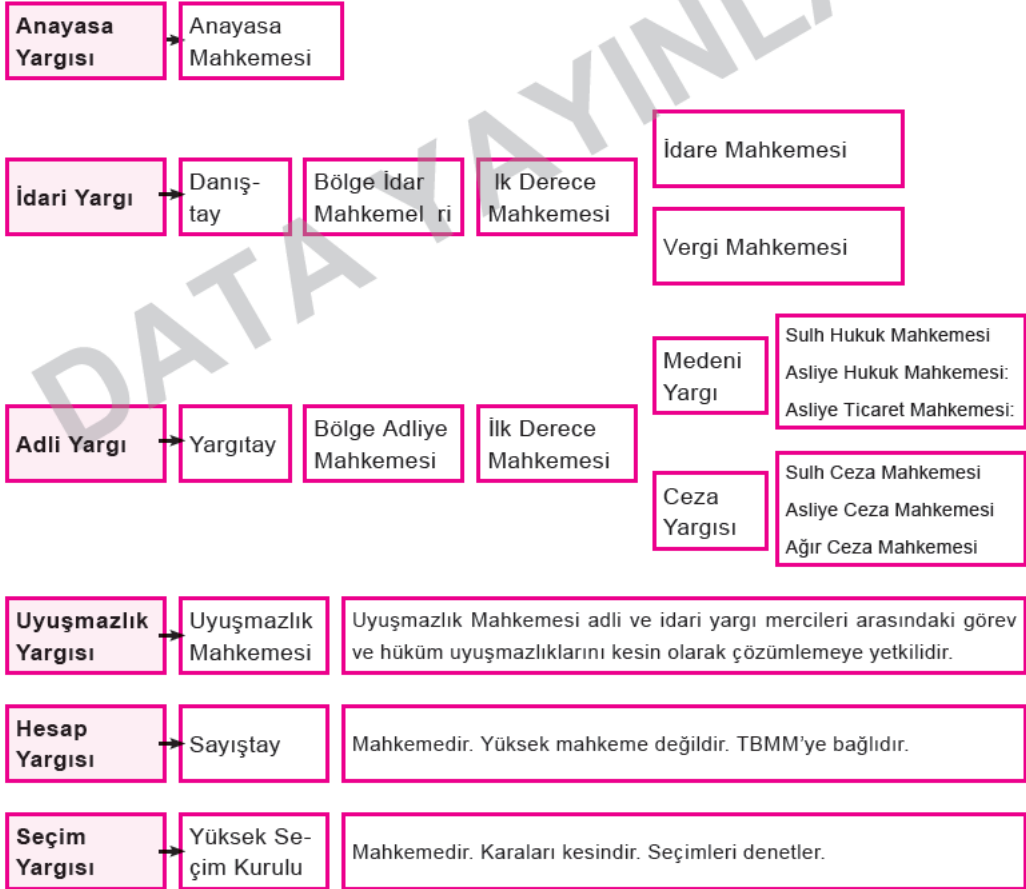 Anayasa
Yargısı
Anayasa
Mahkemesi
İdari Yargı
Danış-
tay
Bölge İdar
Mahkemel ri
lk Derece
Mahkemesi
İdare Mahkemesi
Vergi Mahkemesi
Adli Yargı
Yargıtay
Bölge Adliye
Mahkemesi
İlk Derece
Mahkemesi
Medeni
Yargı
Sulh Hukuk Mahkemesi
Asliye Hukuk Mahkemesi:
Asliye Ticaret Mahkemesi:
Ceza
Yargısı
Sulh Ceza Mahkemesi
Asliye Ceza Mahkemesi
Ağır Ceza Mahkemesi
Uyuşmazlık
Yargısı
Uyuşmazlık
Mahkemesi
Uyuşmazlık Mahkemesi adli ve idari yargı mercileri arasındaki görev
ve hüküm uyuşmazlıklarını kesin olarak çözümlemeye yetkilidir.
Hesap
Yargısı
Sayıştay
Mahkemedir. Yüksek mahkeme değildir. TBMM'ye bağlıdır.
Seçim
Yargısı
Yüksek Se-
çim Kurulu
Mahkemedir. Karaları kesindir. Seçimleri denetler.
DATA YAYINLA